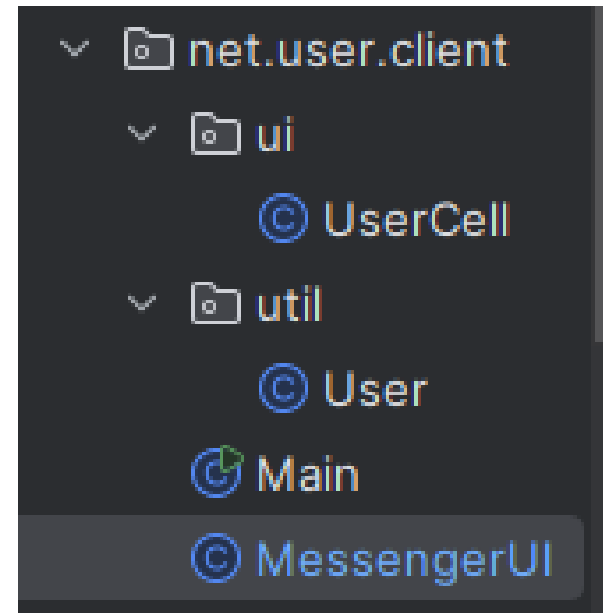 net.user.client
ui
UserCell
util
User
Main
MessengerUI